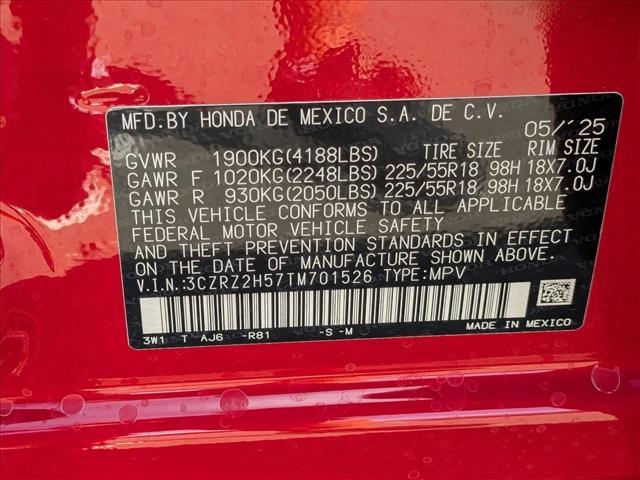 MFD.BY HONDA DE MEXICO S.A. DE C.V.
05/'25
GVWR 1900KG(4188LBS) TIRE SIZE RIM SIZE
GAWR F 1020KG(2248LBS) 225/55R18 98H 18X7.0J
GAWR R 930KG(2050LBS) 225/55R18 98H 18X7.0J
THIS VEHICLE CONFORMS TO ALL APPLICABLE
FEDERAL MOTOR VEHICLE SAFETY
AND THEFT PREVENTION STANDARDS IN EFFECT
ON THE DATE OF MANUFACTURE SHOWN ABOVE.
V.I.N.:3CZRZ2H57TM701526 TYPE:MPV
3W1 T AJ6 -R81 -S -M
MADE IN MEXICO